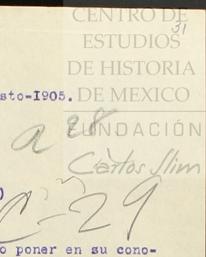 CENTRO DE
31
ESTUDIOS
DE HISTORIA
DE MEXICO
sto-1905.
FUNDACIÓN
a 28
Carlos Slim
)
C-29
o poner en su cono-